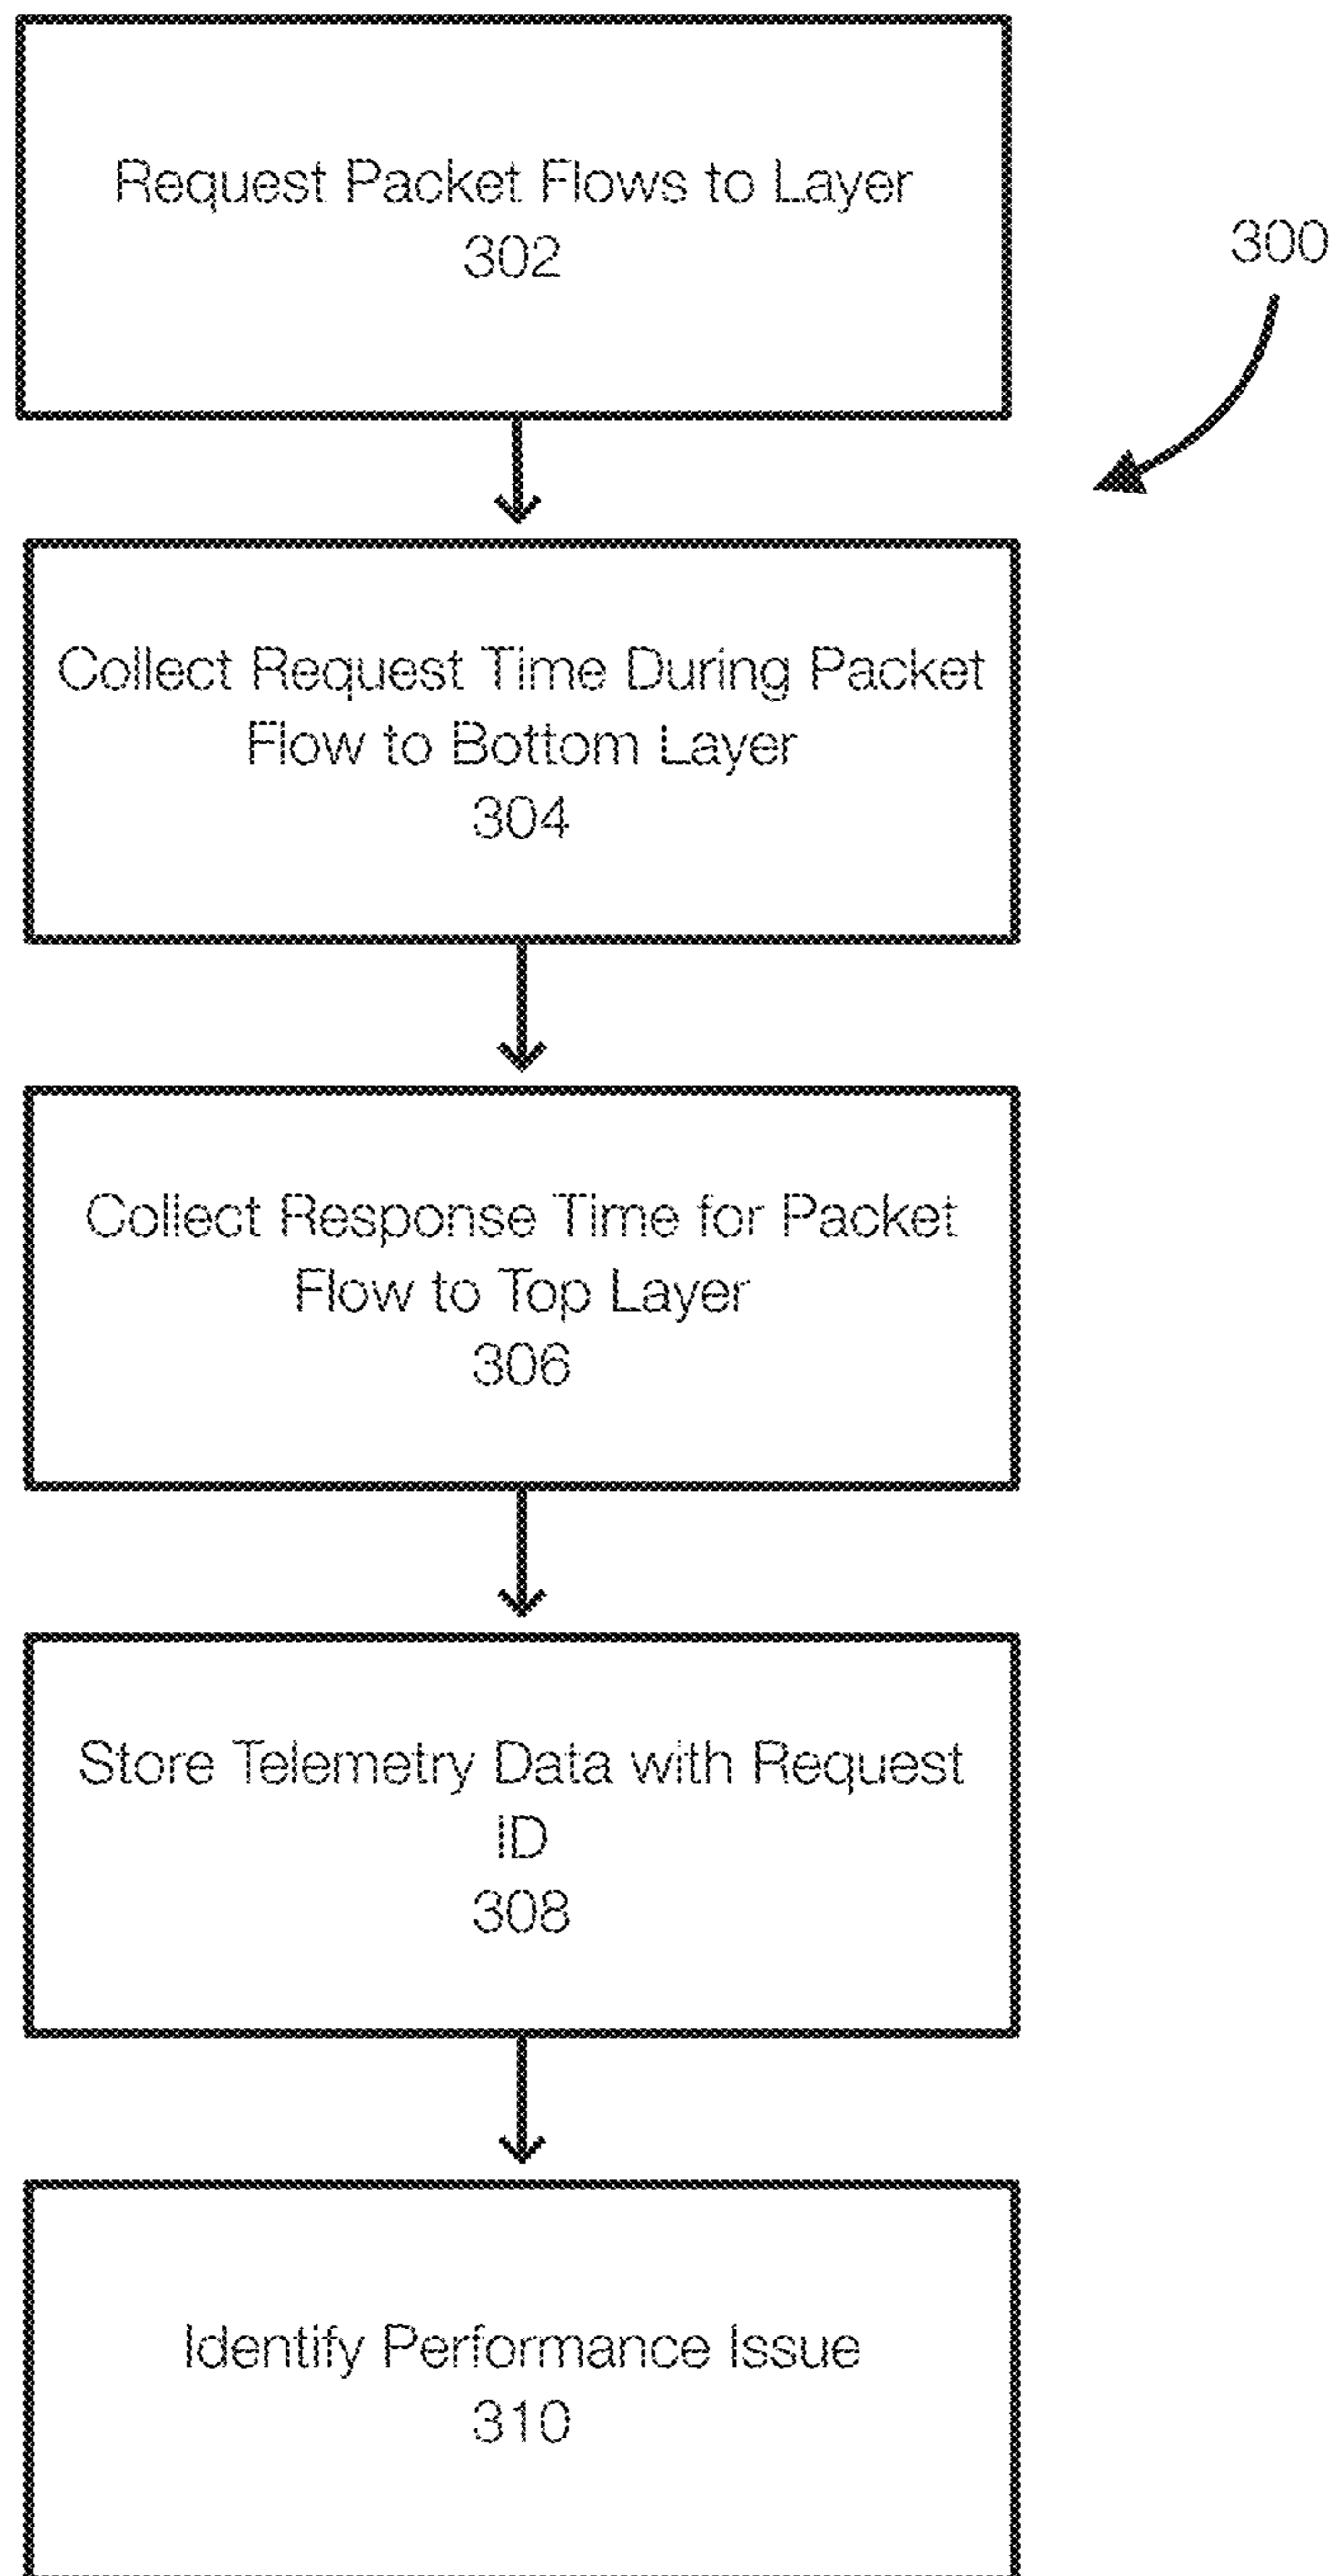 Request Packet Flows to Layer
302
300
Collect Request Time During Packet
Flow to Bottom Layer
304
Collect Response Time for Packet
Flow to Top Layer
306
Store Telemetry Data with Request
ID
308
Identify Performance Issue
310